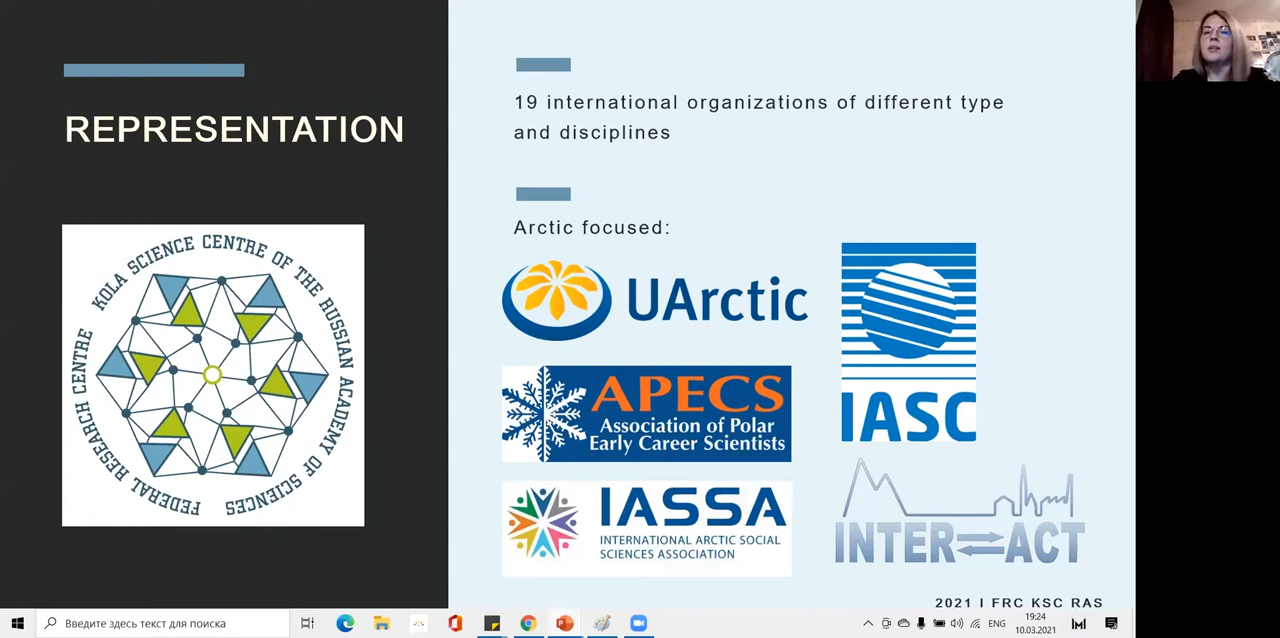 REPRESENTATION
KOLA SCIENCE CENTRE OF THE RUSSIAN ACADEMY OF SCIENCES
FEDERAL RESEARCH CENTRE
19 international organizations of different type
and disciplines
Arctic focused:
UArctic
IASC
APECS
Association of Polar
Early Career Scientists
IASSA
INTERNATIONAL ARCTIC SOCIAL
SCIENCES ASSOCIATION
INTER ACT
2021 I FRC KSC RAS
Введите здесь текст для поиска
ENG
19:24
10.03.2021